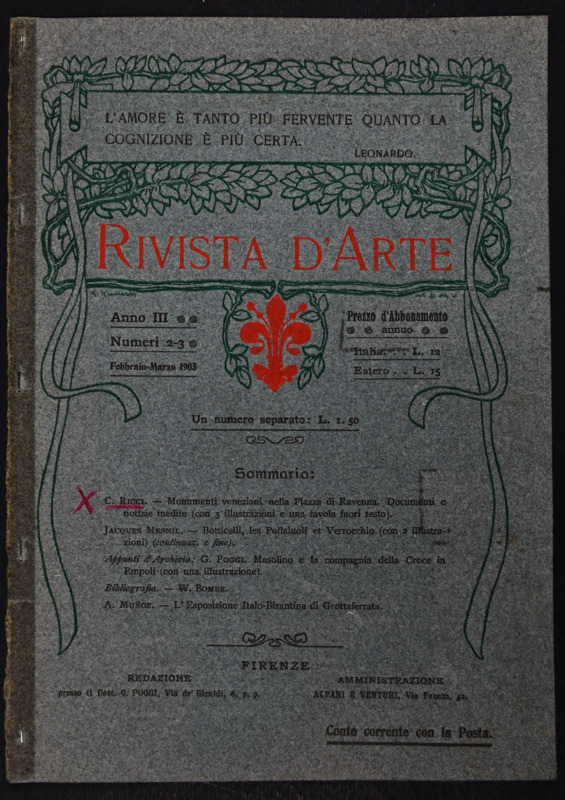 L'AMORE È TANTO PIÙ FERVENTE QUANTO LA
COGNIZIONE È PIÙ CERTA.
LEONARDO.
RIVISTA D'ARTE
Anno III
Numeri 2-3
Febbraio-Marzo 1905
Prezzo d'Abbonamento
annuo
Italia . . . L. 12
Estero . . L. 15
Un numero separato: L. 1.50
Sommario:
C. RICCI. — Monumenti veneziani nella Piazza di Ravenna. Documenti e
notizie inedite (con 3 illustrazioni e una tavola fuori testo).
JACQUES MESNIL. — Botticelli, les Pollaiuoli et Verrocchio (con 2 illustra-
zioni) (continuaz. e fine).
Appunti d'Archivio: G. POGGI. Masolino e la compagnia della Croce in
Empoli (con una illustrazione).
Bibliografia. — W. BOMBE.
A. MUÑOZ. — L'Esposizione Italo-Bizantina di Grottaferrata.
FIRENZE
REDAZIONE
presso il Dott. G. POGGI, Via de' Ginori, 6, p. p.
AMMINISTRAZIONE
ALFANI E VENTURI, Via Faenza, 42.
Conto corrente con la Posta.